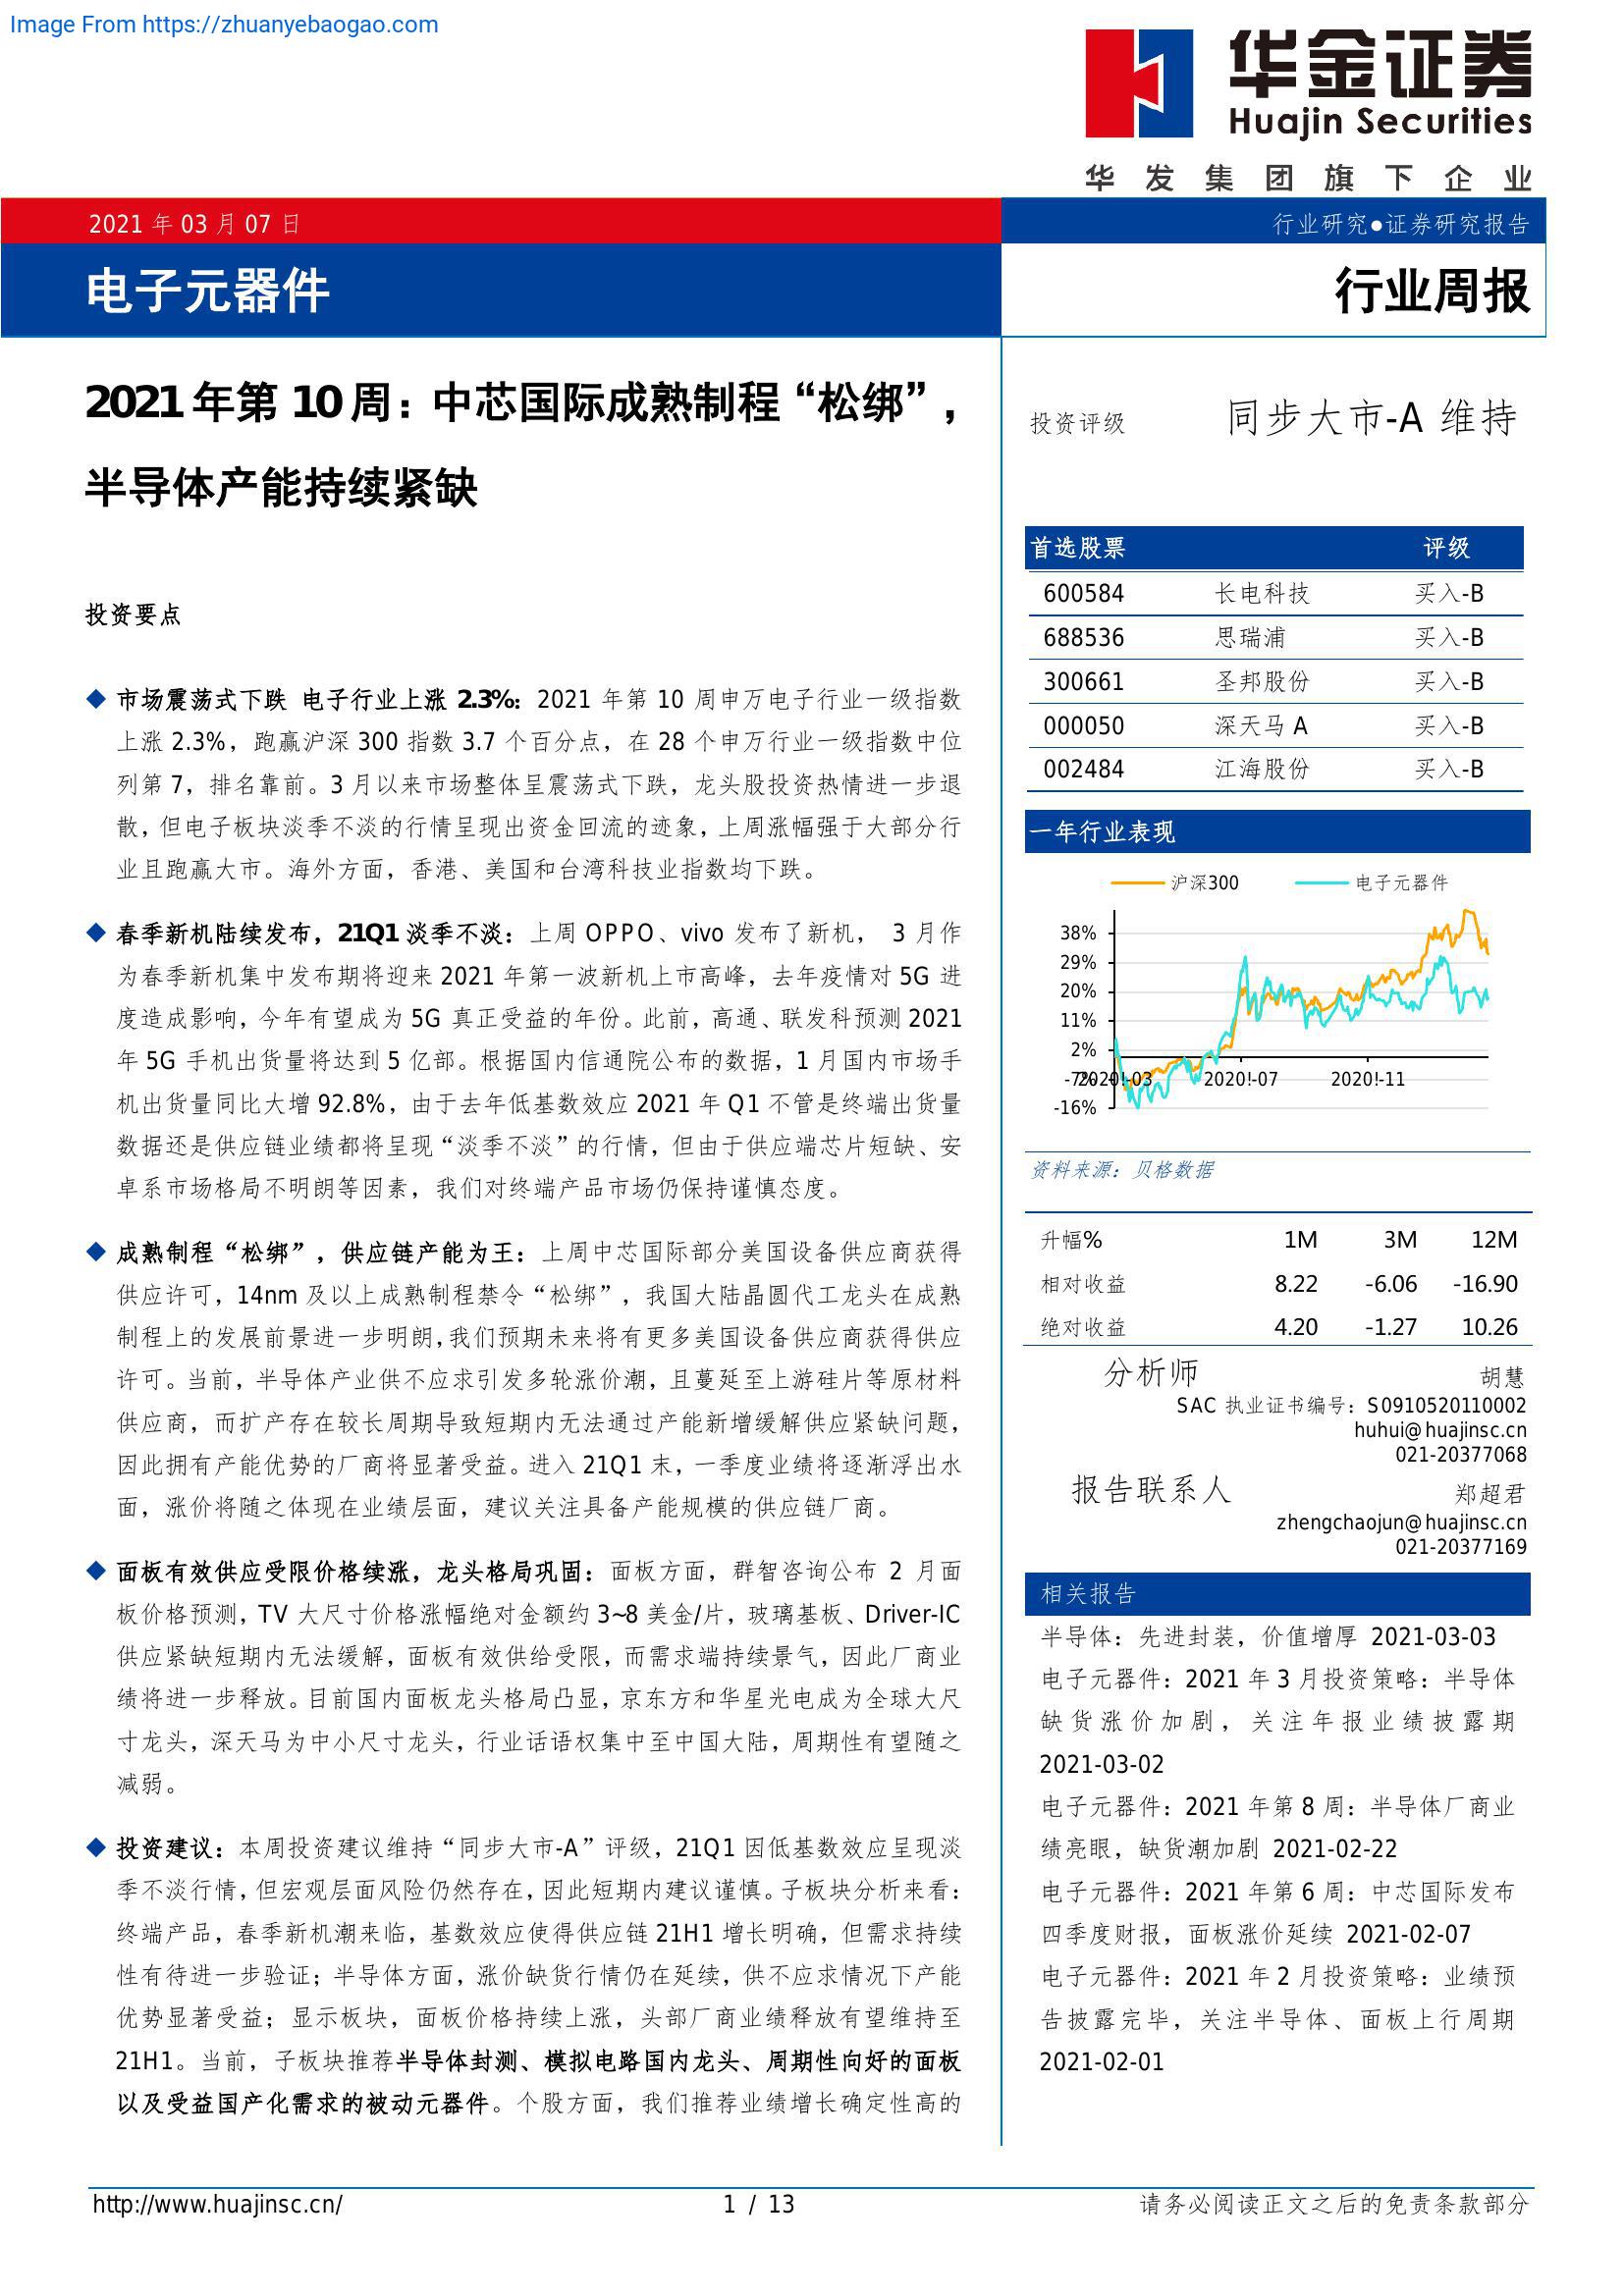 Image From https://zhuanyebaogao.com
华金证券
Huajin Securities
华发集团旗下企业
2021 年 03 月 07 日
行业研究●证券研究报告
电子元器件
行业周报
2021 年第 10 周：中芯国际成熟制程“松绑”，
半导体产能持续紧缺
投资要点
◆ 市场震荡式下跌 电子行业上涨 2.3%：2021 年第 10 周申万电子行业一级指数
上涨 2.3%，跑赢沪深 300 指数 3.7 个百分点，在 28 个申万行业一级指数中位
列第 7，排名靠前。3 月以来市场整体呈震荡式下跌，龙头股投资热情进一步退
散，但电子板块淡季不淡的行情呈现出资金回流的迹象，上周涨幅强于大部分行
业且跑赢大市。海外方面，香港、美国和台湾科技业指数均下跌。
◆ 春季新机陆续发布，21Q1 淡季不淡：上周 OPPO、vivo 发布了新机， 3 月作
为春季新机集中发布期将迎来 2021 年第一波新机上市高峰，去年疫情对 5G 进
度造成影响，今年有望成为 5G 真正受益的年份。此前，高通、联发科预测 2021
年 5G 手机出货量将达到 5 亿部。根据国内信通院公布的数据，1 月国内市场手
机出货量同比大增 92.8%，由于去年低基数效应 2021 年 Q1 不管是终端出货量
数据还是供应链业绩都将呈现“淡季不淡”的行情，但由于供应端芯片短缺、安
卓系市场格局不明朗等因素，我们对终端产品市场仍保持谨慎态度。
◆ 成熟制程“松绑”，供应链产能为王：上周中芯国际部分美国设备供应商获得
供应许可，14nm 及以上成熟制程禁令“松绑”，我国大陆晶圆代工龙头在成熟
制程上的发展前景进一步明朗，我们预期未来将有更多美国设备供应商获得供应
许可。当前，半导体产业供不应求引发多轮涨价潮，且蔓延至上游硅片等原材料
供应商，而扩产存在较长周期导致短期内无法通过产能新增缓解供应紧缺问题，
因此拥有产能优势的厂商将显著受益。进入 21Q1 末，一季度业绩将逐渐浮出水
面，涨价将随之体现在业绩层面，建议关注具备产能规模的供应链厂商。
◆ 面板有效供应受限价格续涨，龙头格局巩固：面板方面，群智咨询公布 2 月面
板价格预测，TV 大尺寸价格涨幅绝对金额约 3~8 美金/片，玻璃基板、Driver-IC
供应紧缺短期内无法缓解，面板有效供给受限，而需求端持续景气，因此厂商业
绩将进一步释放。目前国内面板龙头格局凸显，京东方和华星光电成为全球大尺
寸龙头，深天马为中小尺寸龙头，行业话语权集中至中国大陆，周期性有望随之
减弱。
◆ 投资建议：本周投资建议维持“同步大市-A”评级，21Q1 因低基数效应呈现淡
季不淡行情，但宏观层面风险仍然存在，因此短期内建议谨慎。子板块分析来看：
终端产品，春季新机潮来临，基数效应使得供应链 21H1 增长明确，但需求持续
性有待进一步验证；半导体方面，涨价缺货行情仍在延续，供不应求情况下产能
优势显著受益；显示板块，面板价格持续上涨，头部厂商业绩释放有望维持至
21H1。当前，子板块推荐半导体封测、模拟电路国内龙头、周期性向好的面板
以及受益国产化需求的被动元器件。个股方面，我们推荐业绩增长确定性高的
投资评级 同步大市-A 维持
首选股票 评级
600584 长电科技 买入-B
688536 思瑞浦 买入-B
300661 圣邦股份 买入-B
000050 深天马 A 买入-B
002484 江海股份 买入-B
一年行业表现
沪深300 电子元器件
38%
29%
20%
11%
2%
-7%
-16%
2020!-03 2020!-07 2020!-11
资料来源：贝格数据
升幅% 1M 3M 12M
相对收益 8.22 -6.06 -16.90
绝对收益 4.20 -1.27 10.26
分析师 胡慧
SAC 执业证书编号：S0910520110002
huhui@huajinsc.cn
021-20377068
报告联系人 郑超君
zhengchaojun@huajinsc.cn
021-20377169
相关报告
半导体：先进封装，价值增厚 2021-03-03
电子元器件：2021 年 3 月投资策略：半导体
缺货涨价加剧，关注年报业绩披露期
2021-03-02
电子元器件：2021 年第 8 周：半导体厂商业
绩亮眼，缺货潮加剧 2021-02-22
电子元器件：2021 年第 6 周：中芯国际发布
四季度财报，面板涨价延续 2021-02-07
电子元器件：2021 年 2 月投资策略：业绩预
告披露完毕，关注半导体、面板上行周期
2021-02-01
http://www.huajinsc.cn/ 1 / 13 请务必阅读正文之后的免责条款部分